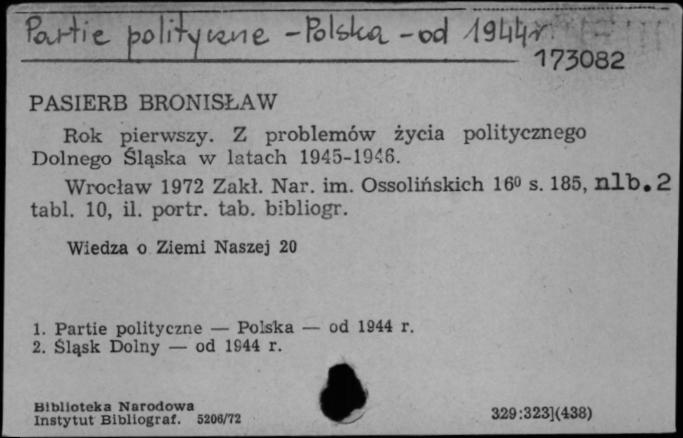 Partie polityczne - Polska - od 1944 r.
173082
PASIERB BRONISŁAW
Rok pierwszy. Z problemów życia politycznego
Dolnego Śląska w latach 1945-1946.
Wrocław 1972 Zakł. Nar. im. Ossolińskich 16⁰ s. 185, nlb. 2
tabl. 10, il. portr. tab. bibliogr.
Wiedza o Ziemi Naszej 20
1. Partie polityczne — Polska — od 1944 r.
2. Śląsk Dolny — od 1944 r.
Biblioteka Narodowa
Instytut Bibliograf. 5206/72
329:323](438)